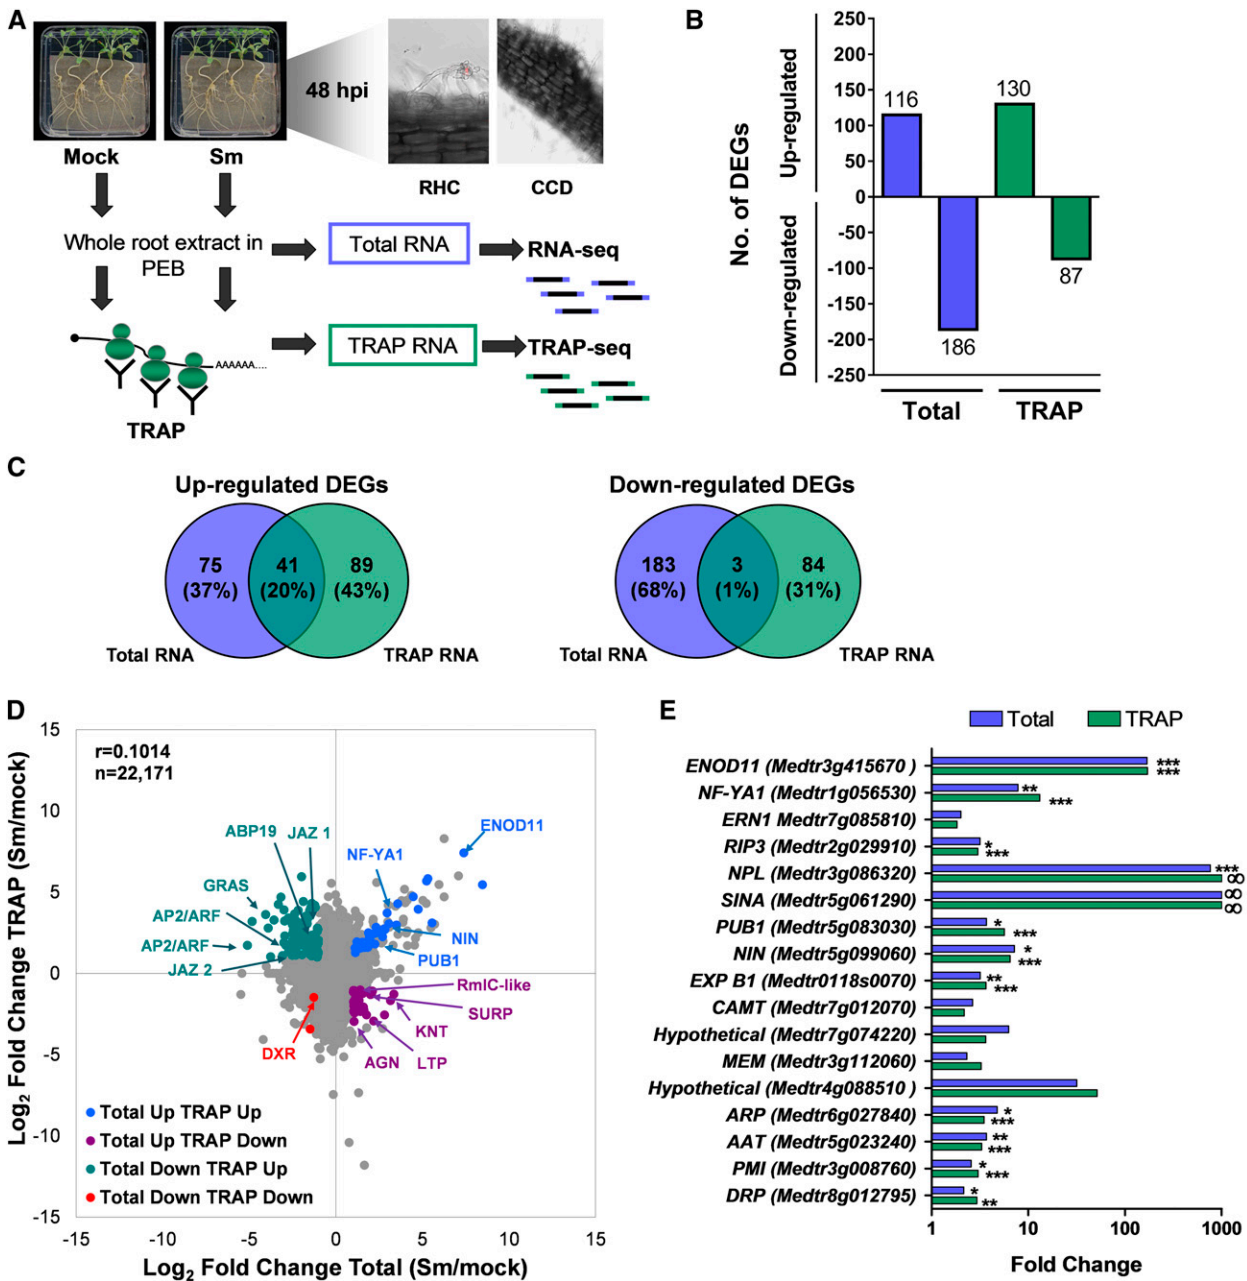 A
48 hpi
Mock
Sm
RHC
CCD
Whole root extract in
PEB
Total RNA
RNA-seq
TRAP RNA
TRAP-seq
AAAAAA....
TRAP
B
No. of DEGs
Up-regulated
Down-regulated
250
200
150
100
50
0
-50
-100
-150
-200
-250
116
130
186
87
Total
TRAP
C
Up-regulated DEGs
75
(37%)
41
(20%)
89
(43%)
Total RNA
TRAP RNA
Down-regulated DEGs
183
(68%)
3
(1%)
84
(31%)
Total RNA
TRAP RNA
D
Log2 Fold Change TRAP (Sm/mock)
15
10
5
0
-5
-10
-15
r=0.1014
n=22,171
ABP19
JAZ 1
GRAS
AP2/ARF
AP2/ARF
JAZ 2
NF-YA1
ENOD11
NIN
PUB1
RmlC-like
SURP
KNT
LTP
AGN
DXR
Total Up TRAP Up
Total Up TRAP Down
Total Down TRAP Up
Total Down TRAP Down
-15
-10
-5
0
5
10
15
Log2 Fold Change Total (Sm/mock)
E
Total
TRAP
ENOD11 (Medtr3g415670 )
***
***
NF-YA1 (Medtr1g056530)
**
***
ERN1 Medtr7g085810)
RIP3 (Medtr2g029910)
*
***
NPL (Medtr3g086320)
***
∞
SINA (Medtr5g061290)
∞
∞
PUB1 (Medtr5g083030)
*
***
NIN (Medtr5g099060)
*
***
EXP B1 (Medtr0118s0070)
**
***
CAMT (Medtr7g012070)
Hypothetical (Medtr7g074220)
MEM (Medtr3g112060)
Hypothetical (Medtr4g088510 )
ARP (Medtr6g027840)
*
***
AAT (Medtr5g023240)
**
***
PMI (Medtr3g008760)
*
***
DRP (Medtr8g012795)
*
**
1
10
100
1000
Fold Change